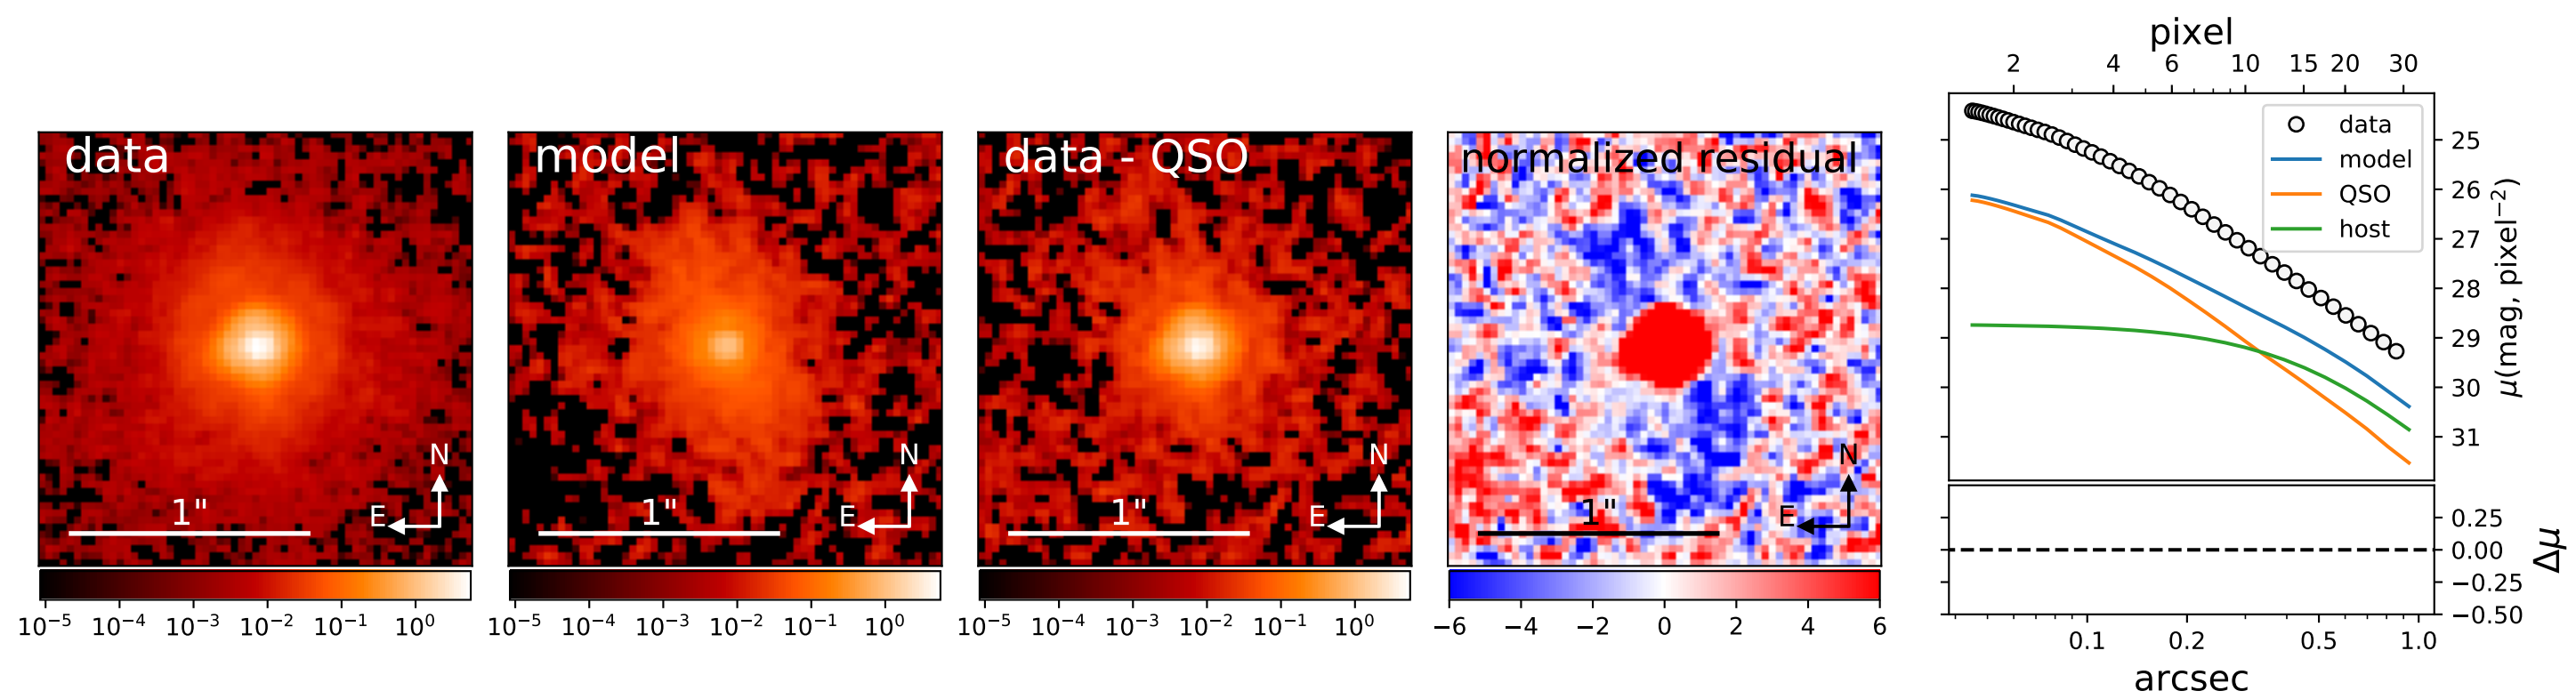 data
1"
N
E
10⁻⁵ 10⁻⁴ 10⁻³ 10⁻² 10⁻¹ 10⁰
model
1"
N
E
10⁻⁵ 10⁻⁴ 10⁻³ 10⁻² 10⁻¹ 10⁰
data - QSO
1"
N
E
10⁻⁵ 10⁻⁴ 10⁻³ 10⁻² 10⁻¹ 10⁰
normalized residual
1"
N
E
−6 −4 −2 0 2 4 6
pixel
2 4 6 10 15 20 30
data
model
QSO
host
25
26
27
28
29
30
31
μ(mag, pixel⁻²)
0.25
0.00
−0.25
−0.50
Δμ
0.1 0.2 0.5 1.0
arcsec